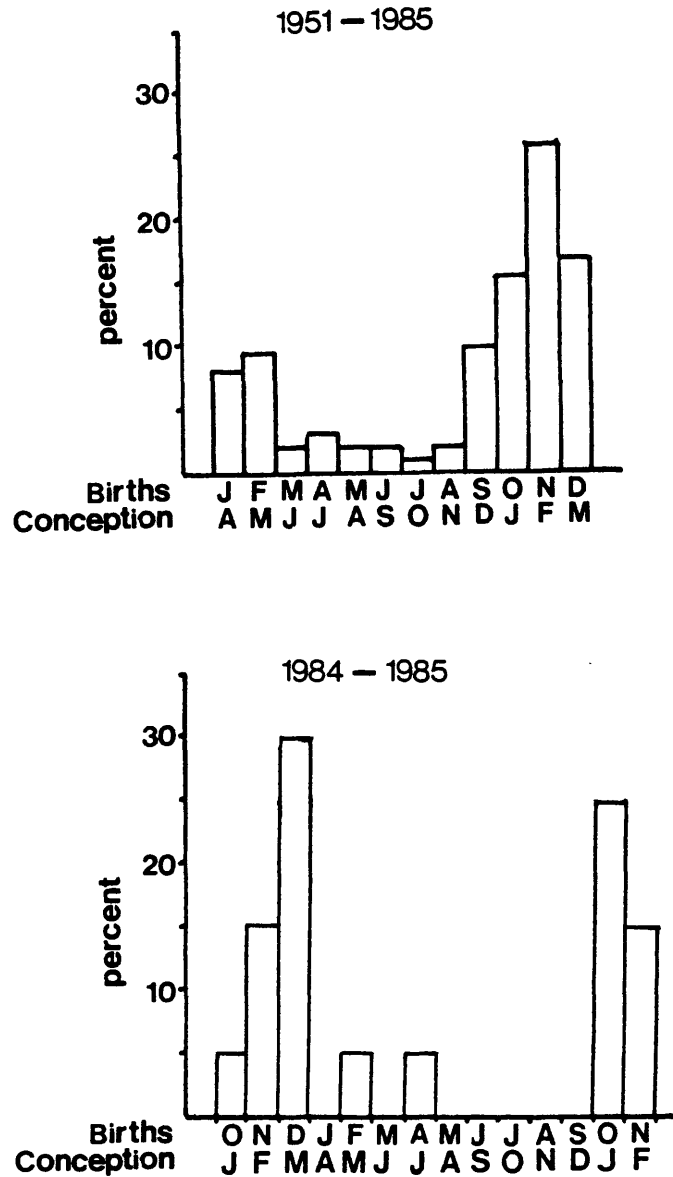 1951 — 1985
30
20
percent
10
Births J F M A M J J A S O N D
Conception A M J J A S O N D J F M
1984 — 1985
30
20
percent
10
Births O N D J F M A M J J A S O N
Conception J F M A M J J A S O N D J F